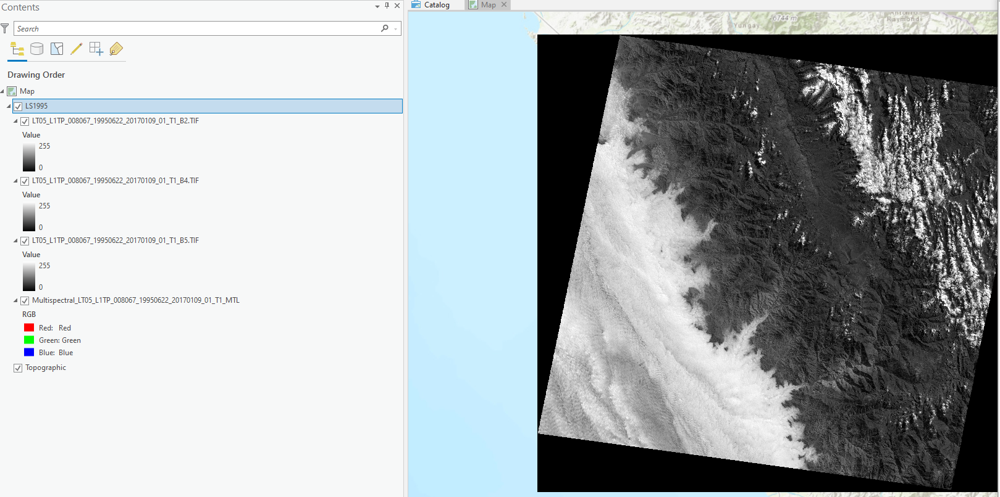 Contents
Search
Drawing Order
Map
LS1995
LT05_L1TP_008067_19950622_20170109_01_T1_B2.TIF
Value
255
0
LT05_L1TP_008067_19950622_20170109_01_T1_B4.TIF
Value
255
0
LT05_L1TP_008067_19950622_20170109_01_T1_B5.TIF
Value
255
0
Multispectral_LT05_L1TP_008067_19950622_20170109_01_T1_MTL
RGB
Red: Red
Green: Green
Blue: Blue
Topographic
Catalog
Map
Yungay
6744 m
Antonio
Raymondi